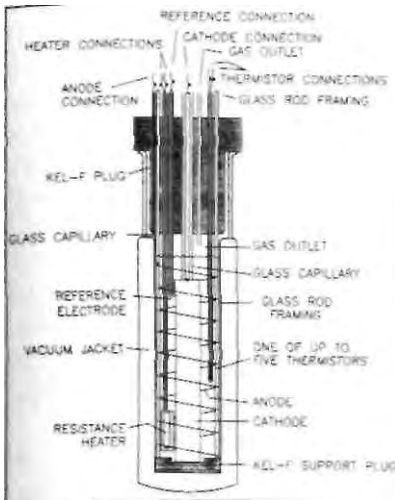 REFERENCE CONNECTION
CATHODE CONNECTION
HEATER CONNECTIONS
GAS OUTLET
ANODE
CONNECTION
THERMISTOR CONNECTIONS
GLASS ROD FRAMING
KEL-F PLUG
GLASS CAPILLARY
GAS OUTLET
GLASS CAPILLARY
REFERENCE
ELECTRODE
GLASS ROD
FRAMING
VACUUM JACKET
ONE OF UP TO
FIVE THERMISTORS
ANODE
CATHODE
RESISTANCE
HEATER
KEL-F SUPPORT PLUG